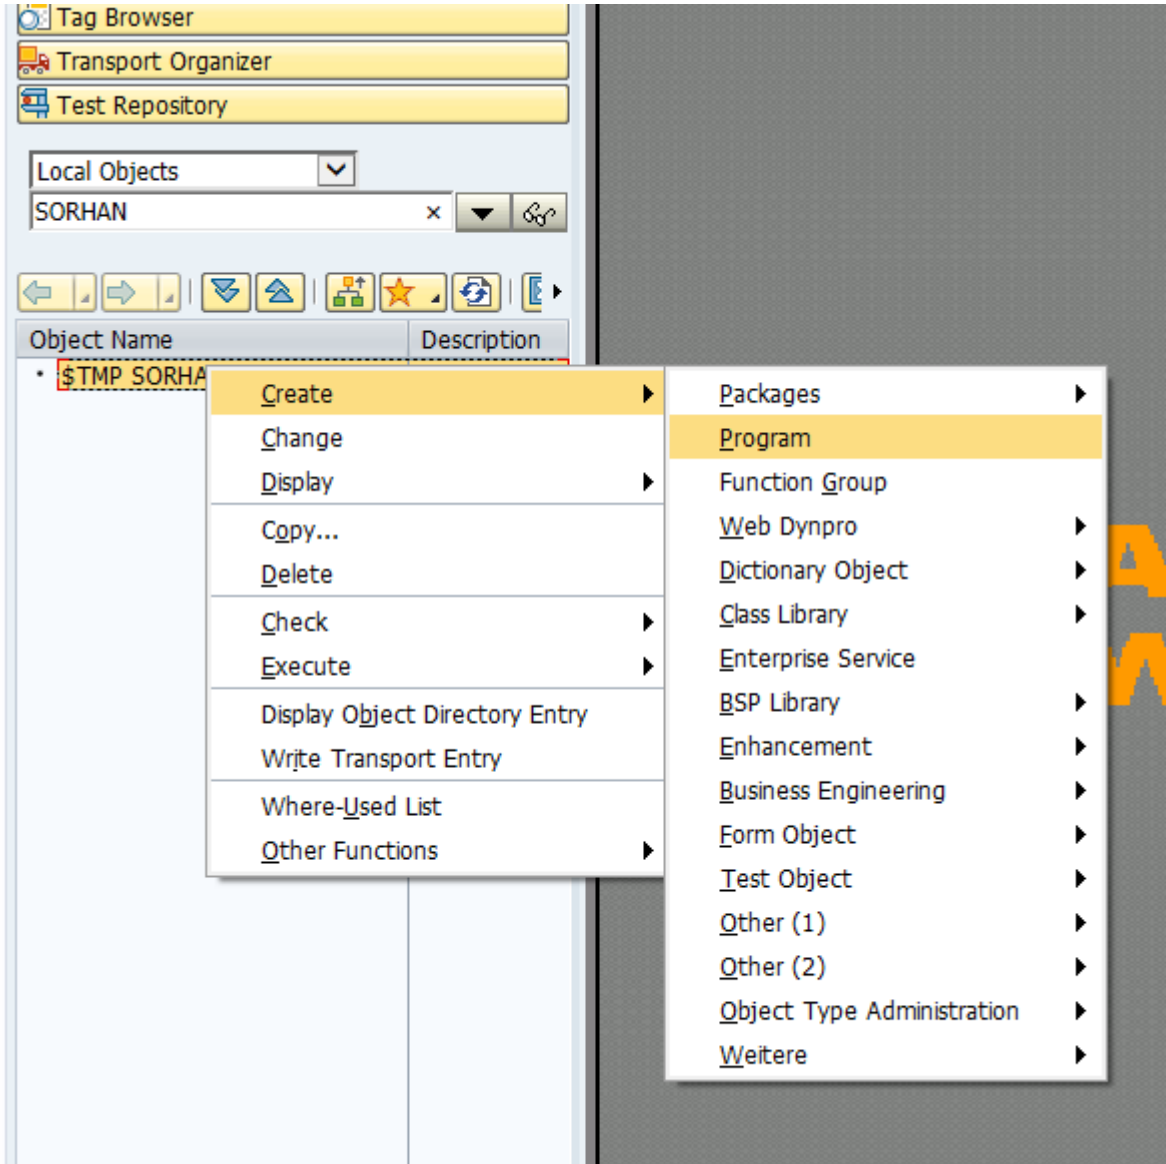 Tag Browser
Transport Organizer
Test Repository
Local Objects
SORHAN
Object Name Description
$TMP SORHA
Create
Change
Display
Copy...
Delete
Check
Execute
Display Object Directory Entry
Write Transport Entry
Where-Used List
Other Functions
Packages
Program
Function Group
Web Dynpro
Dictionary Object
Class Library
Enterprise Service
BSP Library
Enhancement
Business Engineering
Form Object
Test Object
Other (1)
Other (2)
Object Type Administration
Weitere
A
W